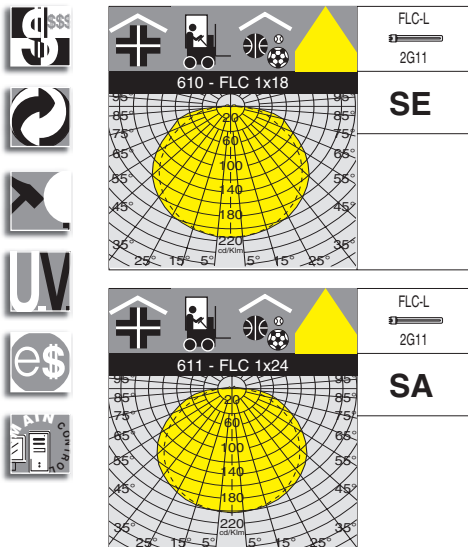 $ $$$
FLC-L
2G11
610 - FLC 1x18
SE
95° 95°
85° 20 85°
75° 60 75°
65° 100 65°
55° 140 55°
45° 180 45°
35° 220 35°
cd/Klm
25° 15° 5° 5° 15° 25°
U.V.
e$
MAIN CONTROL
FLC-L
2G11
611 - FLC 1x24
SA
95° 95°
85° 20 85°
75° 60 75°
65° 100 65°
55° 140 55°
45° 180 45°
35° 220 35°
cd/Klm
25° 15° 5° 5° 15° 25°